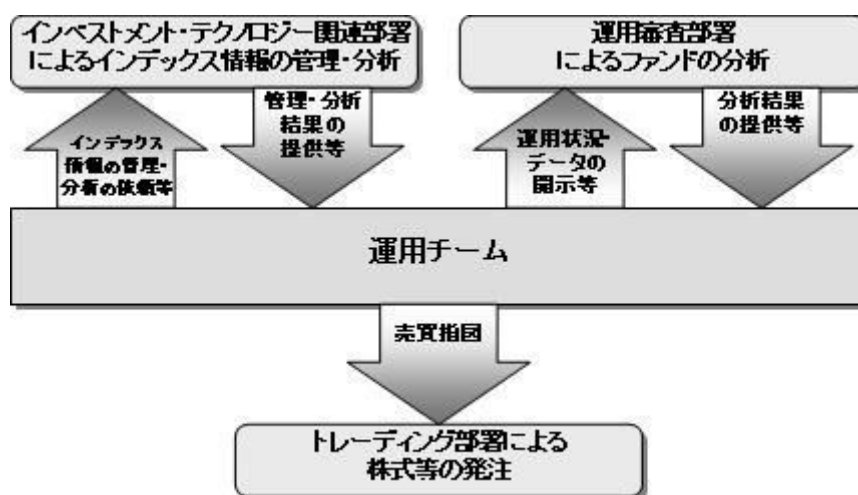 インベストメント・テクノロジー関連部署
によるインデックス情報の管理・分析
運用審査部署
によるファンドの分析
インデックス
情報の管理・
分析の依頼等
管理・分析
結果の
提供等
運用状況・
データの
開示等
分析結果
の提供等
運用チーム
売買指図
トレーディング部署による
株式等の発注